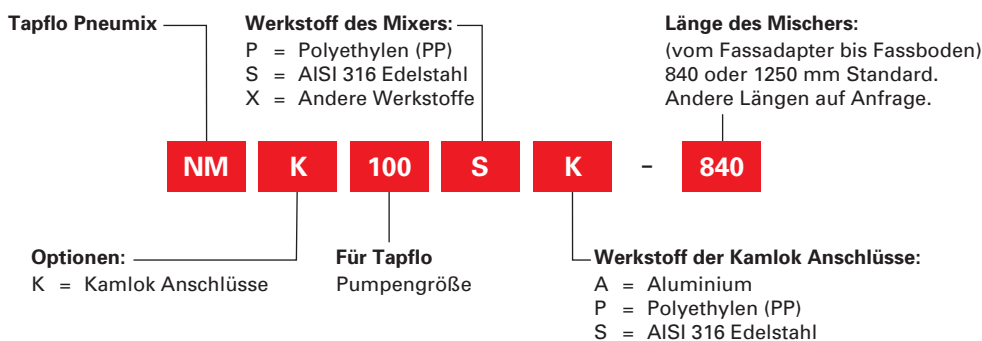 Tapflo Pneumix
Werkstoff des Mixers:
P = Polyethylen (PP)
S = AISI 316 Edelstahl
X = Andere Werkstoffe
Länge des Mischers:
(vom Fassadapter bis Fassboden)
840 oder 1250 mm Standard.
Andere Längen auf Anfrage.
NM K 100 S K - 840
Optionen:
K = Kamlok Anschlüsse
Für Tapflo
Pumpengröße
Werkstoff der Kamlok Anschlüsse:
A = Aluminium
P = Polyethylen (PP)
S = AISI 316 Edelstahl